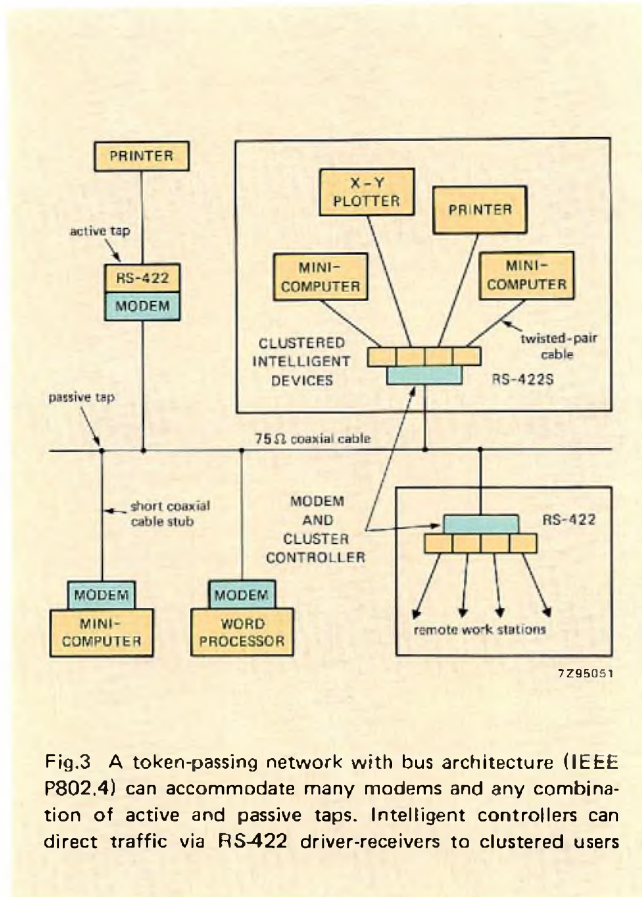 PRINTER
active tap
RS-422
MODEM
passive tap
X-Y
PLOTTER
PRINTER
MINI-
COMPUTER
MINI-
COMPUTER
twisted-pair
cable
CLUSTERED
INTELLIGENT
DEVICES
RS-422S
75Ω coaxial cable
short coaxial
cable stub
MODEM
MINI-
COMPUTER
MODEM
WORD
PROCESSOR
MODEM
AND
CLUSTER
CONTROLLER
RS-422
remote work stations
7Z95051
Fig.3 A token-passing network with bus architecture (IEEE
P802.4) can accommodate many modems and any combina-
tion of active and passive taps. Intelligent controllers can
direct traffic via RS-422 driver-receivers to clustered users